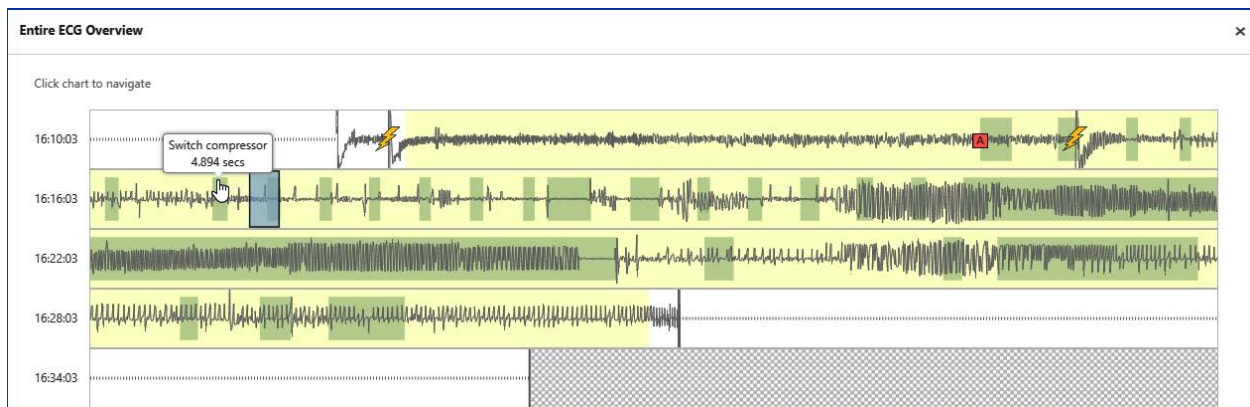 Entire ECG Overview ×
Click chart to navigate
16:10:03
Switch compressor
4.894 secs
A
16:16:03
16:22:03
16:28:03
16:34:03